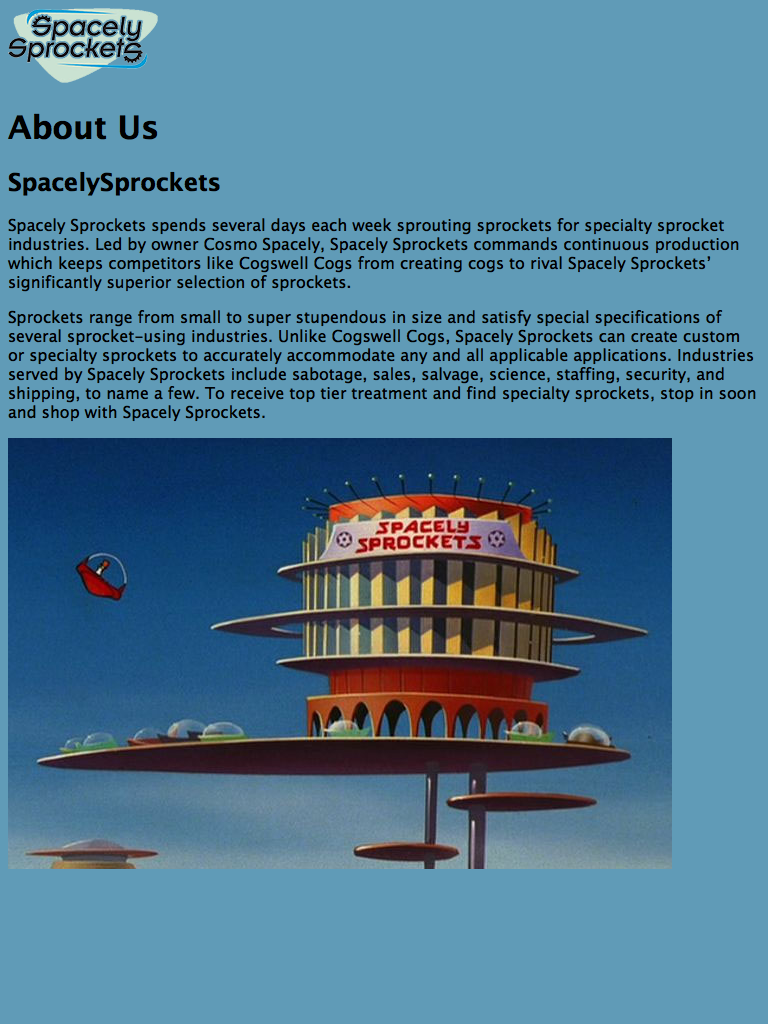 Spacely
Sprockets
About Us
SpacelySprockets
Spacely Sprockets spends several days each week sprouting sprockets for specialty sprocket
industries. Led by owner Cosmo Spacely, Spacely Sprockets commands continuous production
which keeps competitors like Cogswell Cogs from creating cogs to rival Spacely Sprockets’
significantly superior selection of sprockets.
Sprockets range from small to super stupendous in size and satisfy special specifications of
several sprocket-using industries. Unlike Cogswell Cogs, Spacely Sprockets can create custom
or specialty sprockets to accurately accommodate any and all applicable applications. Industries
served by Spacely Sprockets include sabotage, sales, salvage, science, staffing, security, and
shipping, to name a few. To receive top tier treatment and find specialty sprockets, stop in soon
and shop with Spacely Sprockets.
SPACELY
SPROCKETS